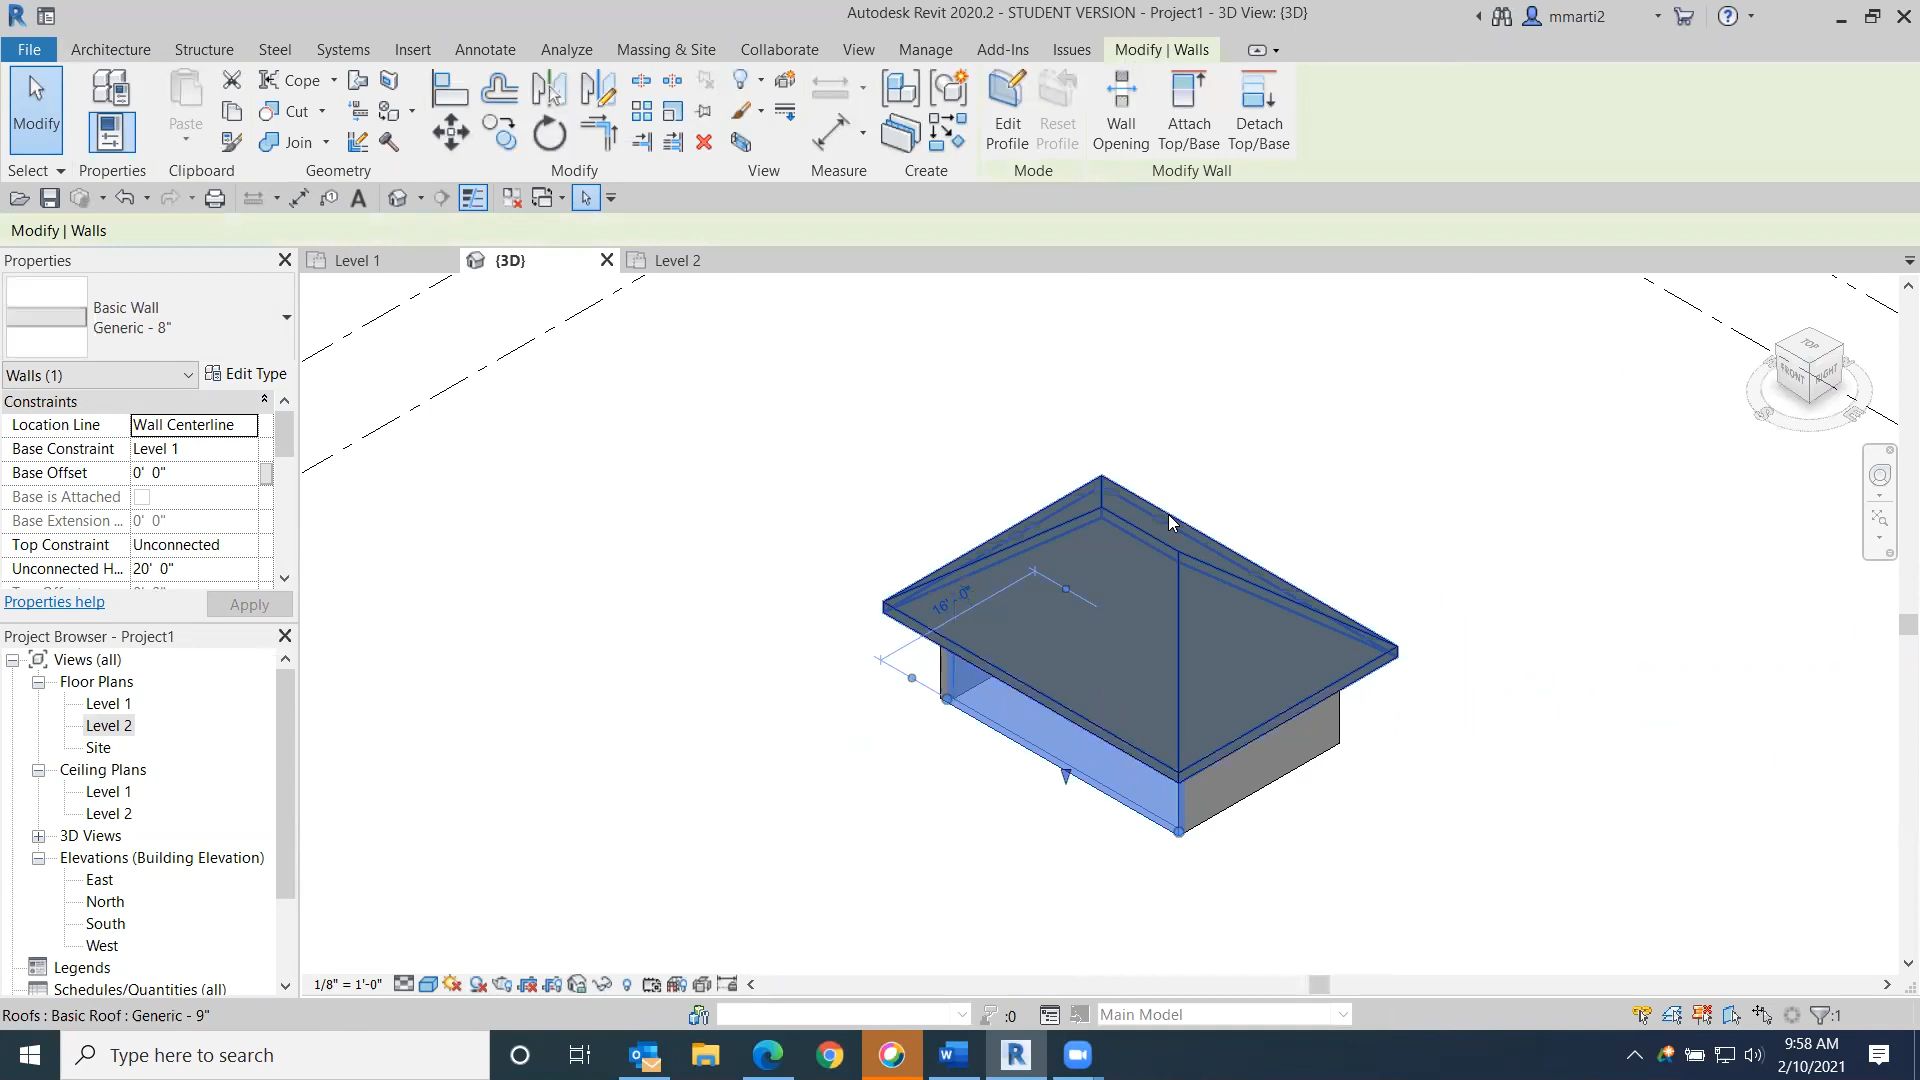 Autodesk Revit 2020.2 - STUDENT VERSION - Project1 - 3D View: {3D}
mmarti2
File
Architecture
Structure
Steel
Systems
Insert
Annotate
Analyze
Massing & Site
Collaborate
View
Manage
Add-Ins
Issues
Modify | Walls
Modify
Paste
Cope
Cut
Join
Edit Profile
Reset Profile
Wall Opening
Attach Top/Base
Detach Top/Base
Select
Properties
Clipboard
Geometry
Modify
View
Measure
Create
Mode
Modify Wall
Modify | Walls
Properties
Level 1
{3D}
Level 2
Basic Wall
Generic - 8"
Walls (1)
Edit Type
Constraints
Location Line Wall Centerline
Base Constraint Level 1
Base Offset 0' 0"
Base is Attached
Base Extension ... 0' 0"
Top Constraint Unconnected
Unconnected H... 20' 0"
Properties help
Apply
Project Browser - Project1
Views (all)
Floor Plans
Level 1
Level 2
Site
Ceiling Plans
Level 1
Level 2
3D Views
Elevations (Building Elevation)
East
North
South
West
Legends
Schedules/Quantities (all)
TOP
FRONT
RIGHT
16' - 0"
1/8" = 1'-0"
Roofs : Basic Roof : Generic - 9"
:0
Main Model
:1
Type here to search
9:58 AM
2/10/2021